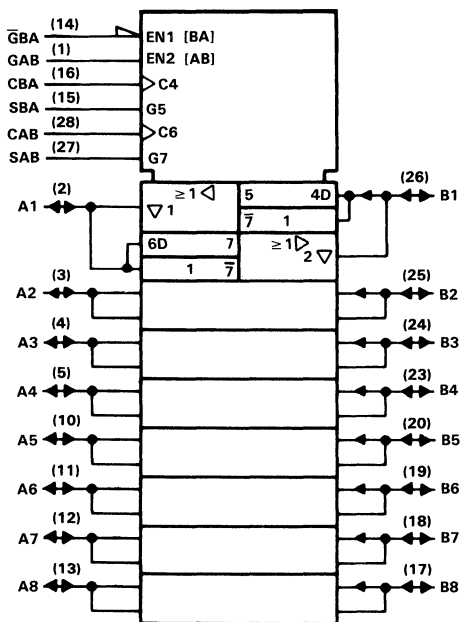 G̅BA (14) EN1 [BA]
GAB (1) EN2 [AB]
CBA (16) C4
SBA (15) G5
CAB (28) C6
SAB (27) G7
A1 (2) ≥1 ◁ 5 4D (26) B1
▽1 7̅ 1
6D 7 ≥1 ▷
1 7̅ 2 ▽
A2 (3) (25) B2
A3 (4) (24) B3
A4 (5) (23) B4
A5 (10) (20) B5
A6 (11) (19) B6
A7 (12) (18) B7
A8 (13) (17) B8